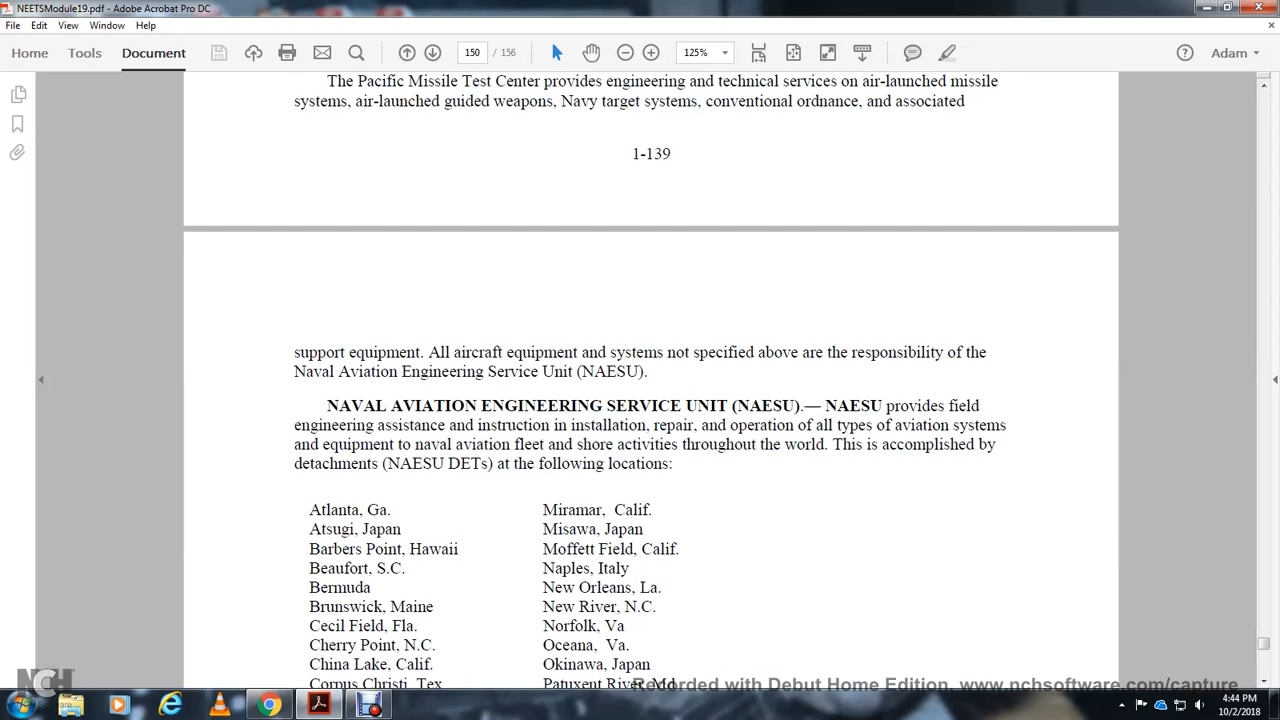 NEETSModule19.pdf - Adobe Acrobat Pro DC
File Edit View Window Help
Home Tools Document 150 / 156 125% Adam
The Pacific Missile Test Center provides engineering and technical services on air-launched missile
systems, air-launched guided weapons, Navy target systems, conventional ordnance, and associated
1-139
support equipment. All aircraft equipment and systems not specified above are the responsibility of the
Naval Aviation Engineering Service Unit (NAESU).
NAVAL AVIATION ENGINEERING SERVICE UNIT (NAESU).— NAESU provides field
engineering assistance and instruction in installation, repair, and operation of all types of aviation systems
and equipment to naval aviation fleet and shore activities throughout the world. This is accomplished by
detachments (NAESU DETs) at the following locations:
Atlanta, Ga. Miramar, Calif.
Atsugi, Japan Misawa, Japan
Barbers Point, Hawaii Moffett Field, Calif.
Beaufort, S.C. Naples, Italy
Bermuda New Orleans, La.
Brunswick, Maine New River, N.C.
Cecil Field, Fla. Norfolk, Va
Cherry Point, N.C. Oceana, Va.
China Lake, Calif. Okinawa, Japan
Corpus Christi, Tex Patuxent River, Md
NCH
Recorded with Debut Home Edition. www.nchsoftware.com/capture
4:44 PM
10/2/2018